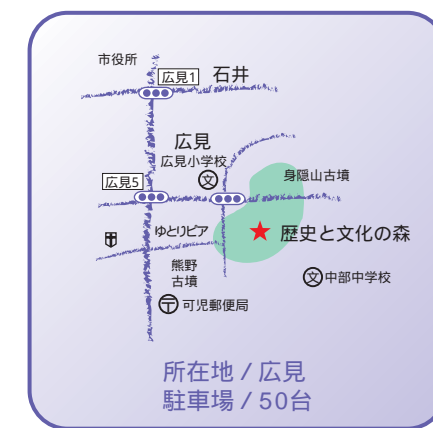 市役所
広見1
石井
広見
広見小学校
文
身隠山古墳
広見5
ゆとりピア
歴史と文化の森
熊野
古墳
文中部中学校
〒可児郵便局
所在地 / 広見
駐車場 / 50台